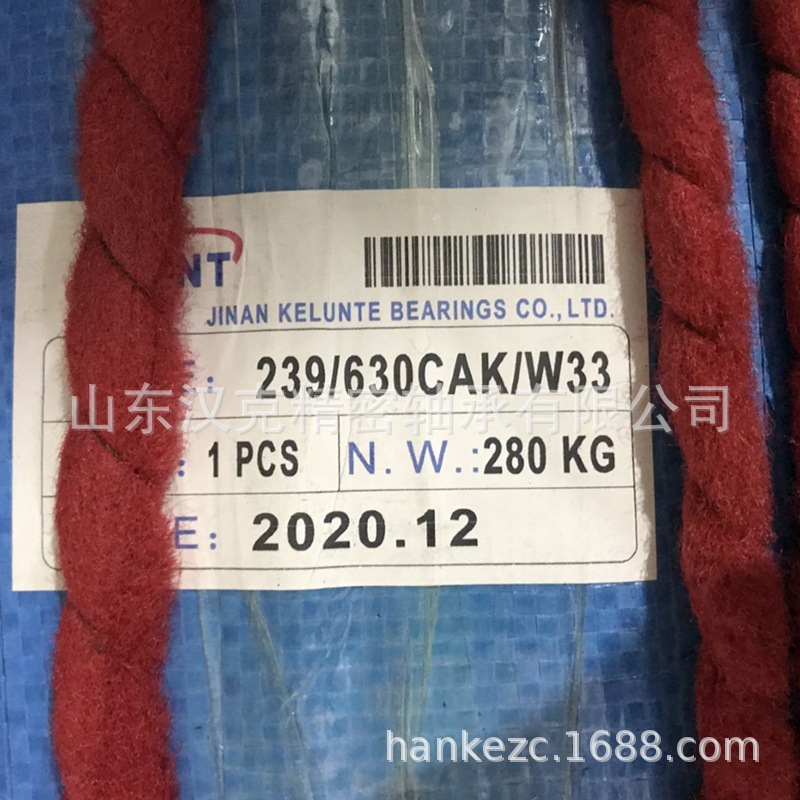 NT
JINAN KELUNTE BEARINGS CO.,LTD.
E: 239/630CAK/W33
山东汉克精密轴承有限公司
: 1 PCS N. W.:280 KG
E: 2020.12
hankezc.1688.com